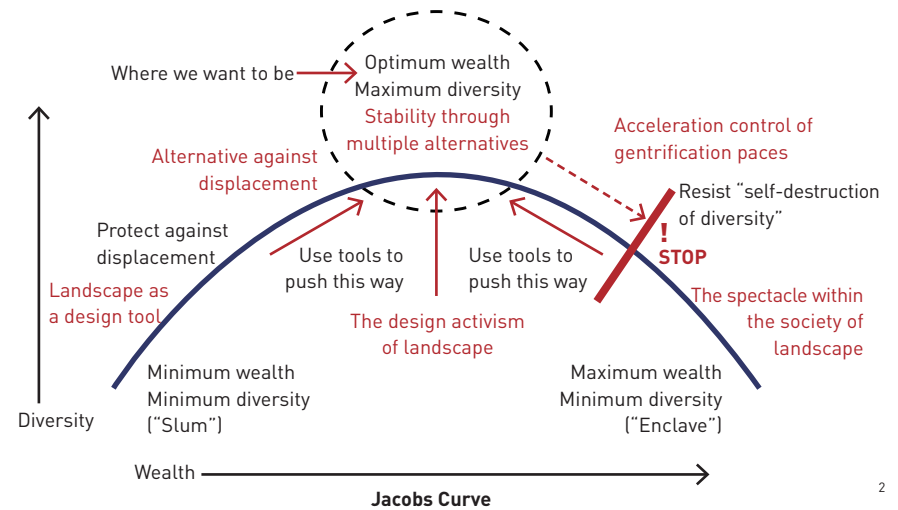 Where we want to be
Optimum wealth
Maximum diversity
Stability through
multiple alternatives
Acceleration control of
gentrification paces
Alternative against
displacement
Resist “self-destruction
of diversity”
!
STOP
Protect against
displacement
Use tools to
push this way
Use tools to
push this way
Landscape as
a design tool
The design activism
of landscape
The spectacle within
the society of
landscape
Minimum wealth
Minimum diversity
(“Slum”)
Maximum wealth
Minimum diversity
(“Enclave”)
Diversity
Wealth
Jacobs Curve
2